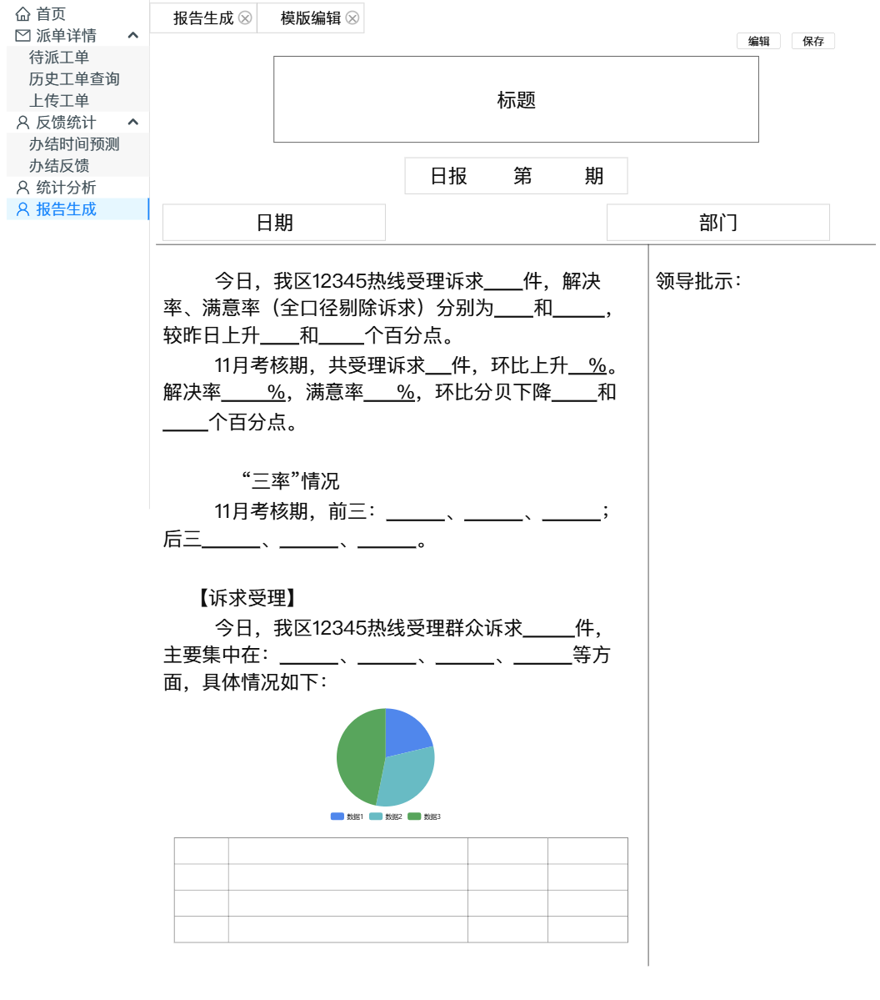 首页
派单详情
待派工单
历史工单查询
上传工单
反馈统计
办结时间预测
办结反馈
统计分析
报告生成
报告生成 模版编辑
编辑 保存
标题
日报 第 期
日期 部门
今日，我区12345热线受理诉求____件，解决
率、满意率（全口径剔除诉求）分别为____和_____，
较昨日上升____和____个百分点。
11月考核期，共受理诉求___件，环比上升__%。
解决率____%，满意率___%，环比分贝下降____和
____个百分点。
“三率”情况
11月考核期，前三：______、______、______；
后三______、______、______。
【诉求受理】
今日，我区12345热线受理群众诉求_____件，
主要集中在：______、______、______、______等方
面，具体情况如下：
数据1 数据2 数据3
领导批示：